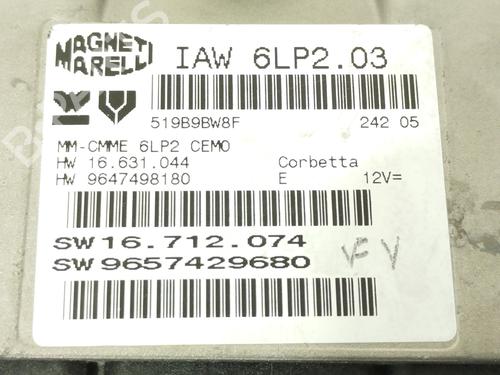 MAGNETI
MARELLI
IAW 6LP2.03
519B9BW8F 242 05
MM-CMME 6LP2 CEMO
HW 16.631.044 Corbetta
HW 9647498180 E 12V=
SW 16.712.074
SW 9657429680